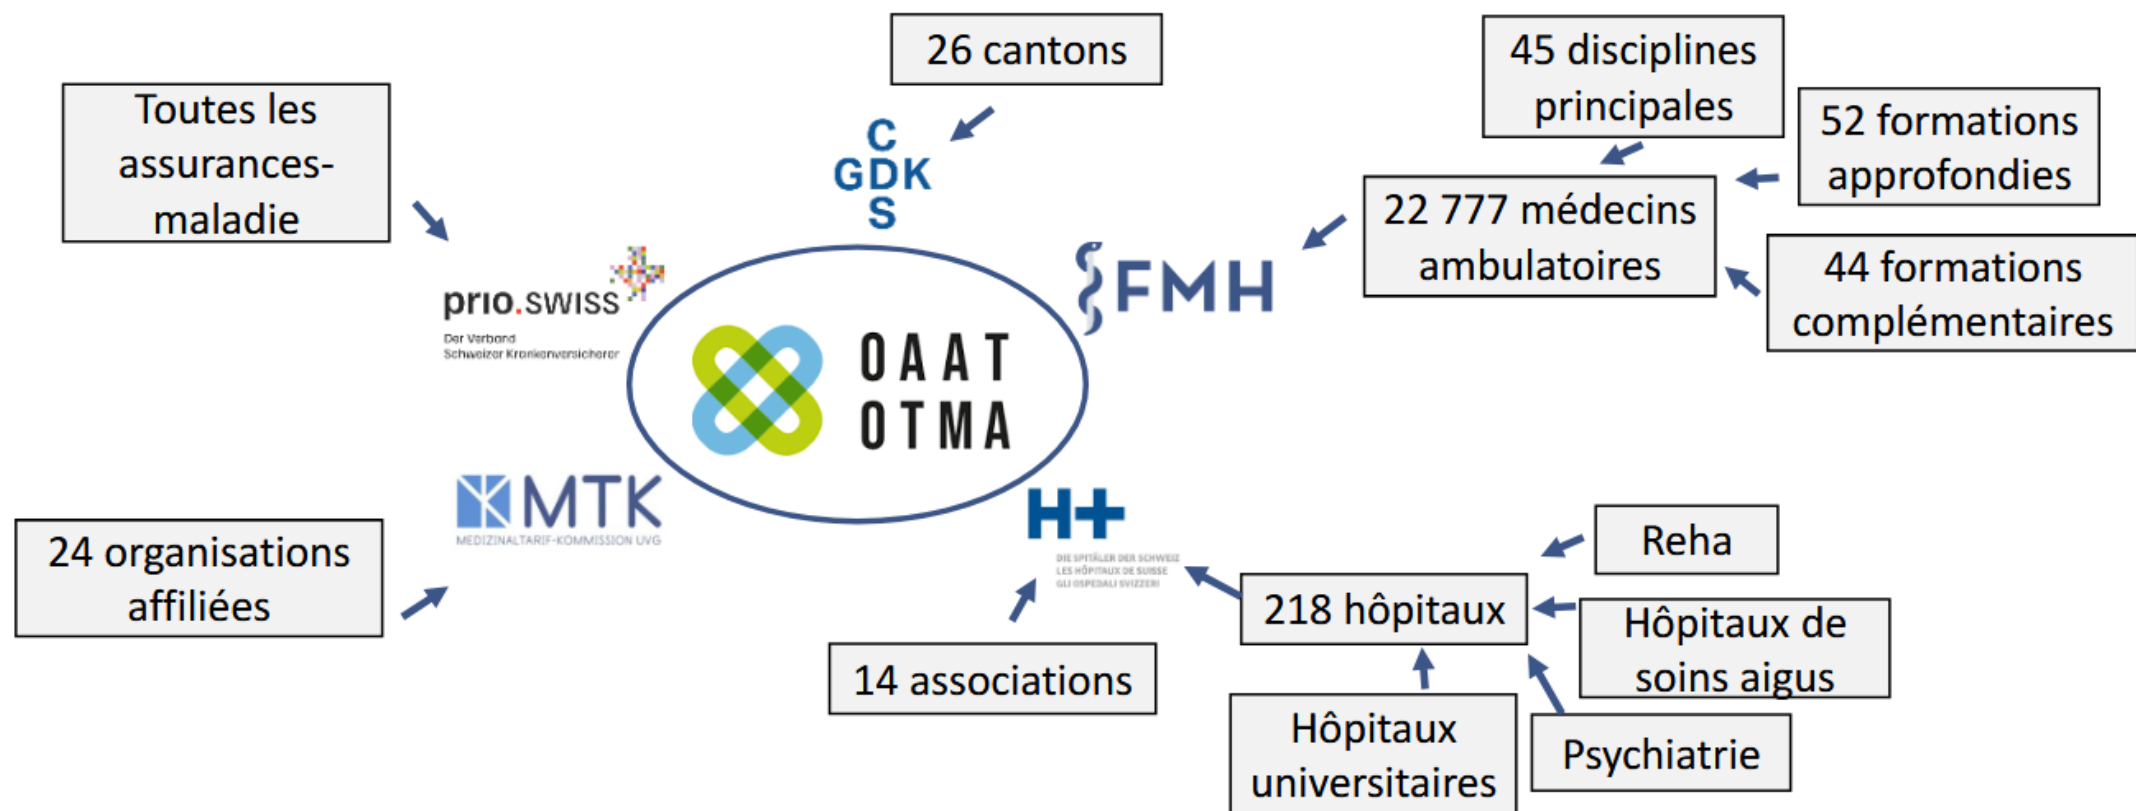 26 cantons
45 disciplines
principales
Toutes les
assurances-
maladie
52 formations
approfondies
C
GDK
S
22 777 médecins
ambulatoires
44 formations
complémentaires
prio.swiss
Der Verband
Schweizer Krankenversicherer
FMH
OAAT
OTMA
MTK
MEDIZINALTARIF-KOMMISSION UVG
H+
DIE SPITÄLER DER SCHWEIZ
LES HÔPITAUX DE SUISSE
GLI OSPEDALI SVIZZERI
24 organisations
affiliées
Reha
218 hôpitaux
Hôpitaux de
soins aigus
14 associations
Hôpitaux
universitaires
Psychiatrie